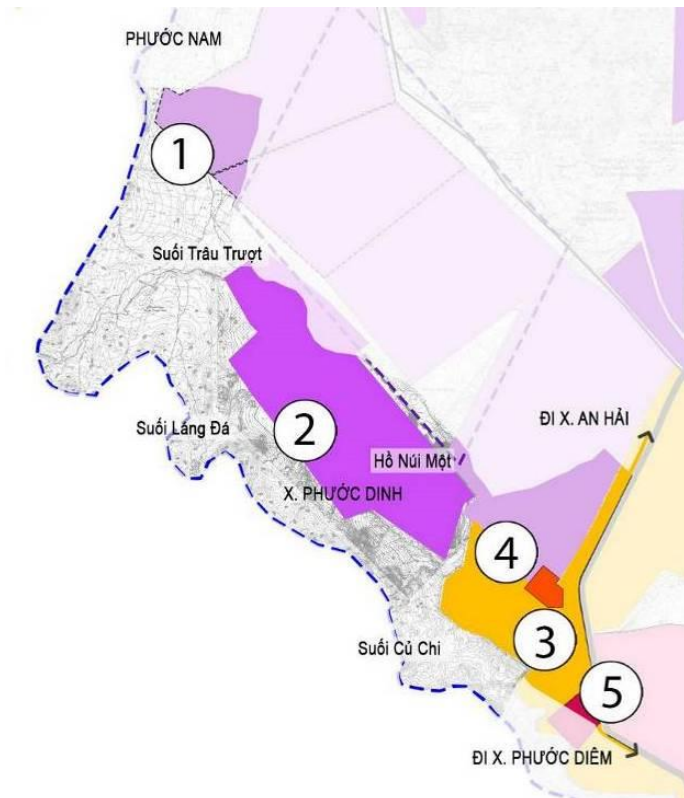 PHƯỚC NAM
1
Suối Trâu Trượt
ĐI X. AN HẢI
Suối Láng Đá
2
Hồ Núi Một
X. PHƯỚC DINH
4
3
Suối Củ Chi
5
ĐI X. PHƯỚC DIÊM